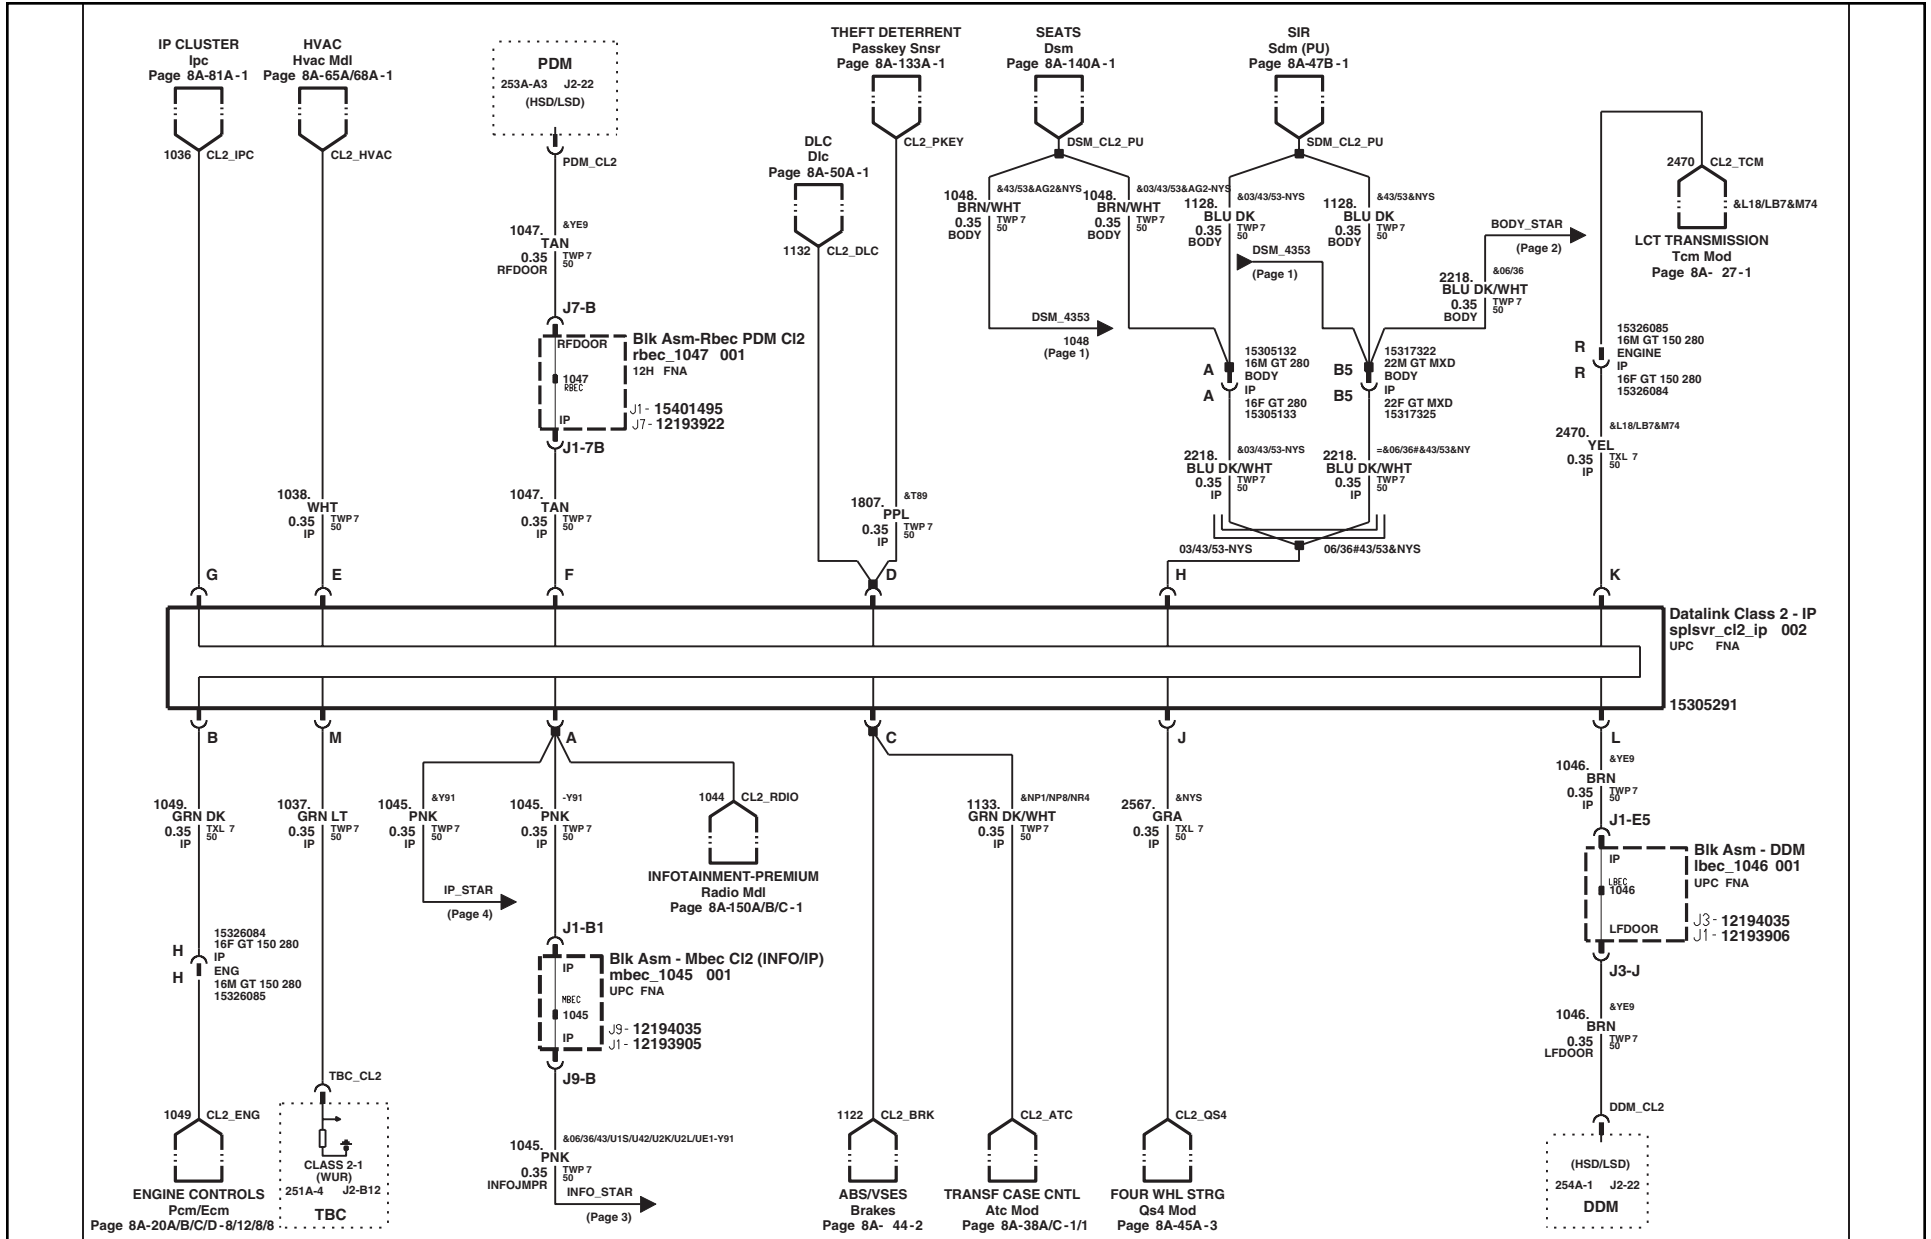 IP CLUSTER
Ipc
Page 8A-81A-1
HVAC
Hvac Mdl
Page 8A-65A/68A-1
PDM
253A-A3 J2-22
(HSD/LSD)
THEFT DETERRENT
Passkey Snsr
Page 8A-133A-1
SEATS
Dsm
Page 8A-140A-1
SIR
Sdm (PU)
Page 8A-47B-1
DLC
Dlc
Page 8A-50A-1
1036 CL2_IPC
CL2_HVAC
PDM_CL2
CL2_PKEY
DSM_CL2_PU
SDM_CL2_PU
2470 CL2_TCM
&L18/LB7&M74
LCT TRANSMISSION
Tcm Mod
Page 8A- 27-1
1132 CL2_DLC
&YE9
1047.
TAN
0.35 TWP 7
50
RFDOOR
&43/53&AG2&NYS
1048.
BRN/WHT
0.35 TWP 7
50
BODY
&03/43/53&AG2-NYS
1048.
BRN/WHT
0.35 TWP 7
50
BODY
&03/43/53-NYS
1128.
BLU DK
0.35 TWP 7
50
BODY
&43/53&NYS
1128.
BLU DK
0.35 TWP 7
50
BODY
BODY_STAR
(Page 2)
DSM_4353
(Page 1)
&06/36
2218.
BLU DK/WHT
0.35 TWP 7
50
BODY
DSM_4353
1048
(Page 1)
J7-B
RFDOOR
1047
RBEC
IP
J1-7B
Blk Asm-Rbec PDM Cl2
rbec_1047 001
12H FNA
J1- 15401495
J7- 12193922
A
A
15305132
16M GT 280
BODY
IP
16F GT 280
15305133
B5
B5
15317322
22M GT MXD
BODY
IP
22F GT MXD
15317325
R
R
15326085
16M GT 150 280
ENGINE
IP
16F GT 150 280
15326084
&L18/LB7&M74
2470.
YEL
0.35 TXL 7
50
IP
&03/43/53-NYS
2218.
BLU DK/WHT
0.35 TWP 7
50
IP
=&06/36#&43/53&NY
2218.
BLU DK/WHT
0.35 TWP 7
50
IP
1038.
WHT
0.35 TWP 7
50
IP
1047.
TAN
0.35 TWP 7
50
IP
&T89
1807.
PPL
0.35 TWP 7
50
IP
03/43/53-NYS
06/36#43/53&NYS
G
E
F
D
H
K
Datalink Class 2 - IP
splsvr_cl2_ip 002
UPC FNA
15305291
B
M
A
C
J
L
1049.
GRN DK
0.35 TXL 7
50
IP
1037.
GRN LT
0.35 TWP 7
50
IP
&Y91
1045.
PNK
0.35 TWP 7
50
IP
-Y91
1045.
PNK
0.35 TWP 7
50
IP
1044 CL2_RDIO
INFOTAINMENT-PREMIUM
Radio Mdl
Page 8A-150A/B/C-1
&NP1/NP8/NR4
1133.
GRN DK/WHT
0.35 TWP 7
50
IP
&NYS
2567.
GRA
0.35 TXL 7
50
IP
&YE9
1046.
BRN
0.35 TWP 7
50
IP
J1-E5
IP
LBEC
1046
LFDOOR
J3-J
Blk Asm - DDM
lbec_1046 001
UPC FNA
J3- 12194035
J1- 12193906
IP_STAR
(Page 4)
H
H
15326084
16F GT 150 280
IP
ENG
16M GT 150 280
15326085
J1-B1
IP
MBEC
1045
IP
J9-B
Blk Asm - Mbec Cl2 (INFO/IP)
mbec_1045 001
UPC FNA
J9- 12194035
J1- 12193905
&YE9
1046.
BRN
0.35 TWP 7
50
LFDOOR
TBC_CL2
1049 CL2_ENG
CLASS 2-1
(WUR)
251A-4 J2-B12
TBC
ENGINE CONTROLS
Pcm/Ecm
Page 8A-20A/B/C/D-8/12/8/8
&06/36/43/U1S/U42/U2K/U2L/UE1-Y91
1045.
PNK
0.35 TWP 7
50
INFOJMPR
INFO_STAR
(Page 3)
1122 CL2_BRK
ABS/VSES
Brakes
Page 8A- 44-2
CL2_ATC
TRANSF CASE CNTL
Atc Mod
Page 8A-38A/C-1/1
CL2_QS4
FOUR WHL STRG
Qs4 Mod
Page 8A-45A-3
DDM_CL2
(HSD/LSD)
254A-1 J2-22
DDM